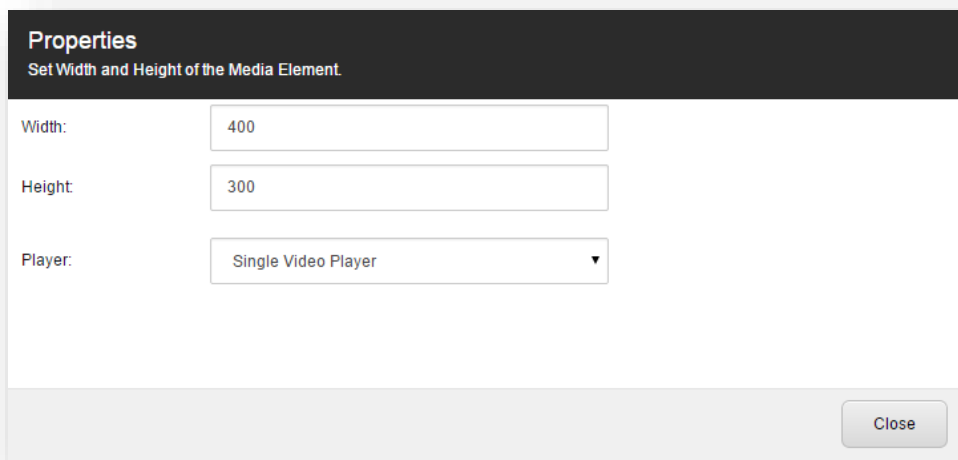 Properties
Set Width and Height of the Media Element.
Width:
400
Height:
300
Player:
Single Video Player
Close